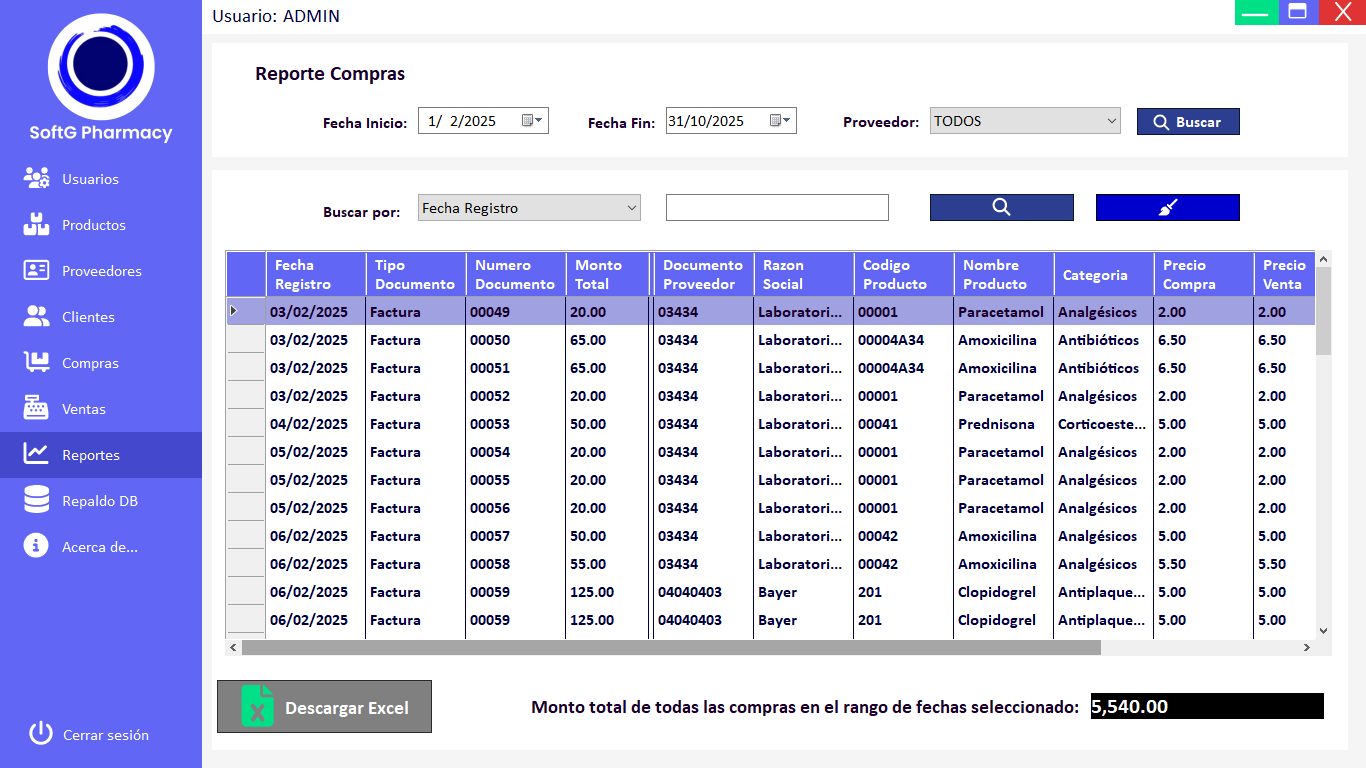 Usuario: ADMIN
SoftG Pharmacy
Usuarios
Productos
Proveedores
Clientes
Compras
Ventas
Reportes
Repaldo DB
Acerca de...
Cerrar sesión
Reporte Compras
Fecha Inicio: 1/ 2/2025 Fecha Fin: 31/10/2025 Proveedor: TODOS Buscar
Buscar por: Fecha Registro
Fecha Registro Tipo Documento Numero Documento Monto Total Documento Proveedor Razon Social Codigo Producto Nombre Producto Categoria Precio Compra Precio Venta
03/02/2025 Factura 00049 20.00 03434 Laboratori... 00001 Paracetamol Analgésicos 2.00 2.00
03/02/2025 Factura 00050 65.00 03434 Laboratori... 00004A34 Amoxicilina Antibióticos 6.50 6.50
03/02/2025 Factura 00051 65.00 03434 Laboratori... 00004A34 Amoxicilina Antibióticos 6.50 6.50
03/02/2025 Factura 00052 20.00 03434 Laboratori... 00001 Paracetamol Analgésicos 2.00 2.00
04/02/2025 Factura 00053 50.00 03434 Laboratori... 00041 Prednisona Corticoeste... 5.00 5.00
05/02/2025 Factura 00054 20.00 03434 Laboratori... 00001 Paracetamol Analgésicos 2.00 2.00
05/02/2025 Factura 00055 20.00 03434 Laboratori... 00001 Paracetamol Analgésicos 2.00 2.00
05/02/2025 Factura 00056 20.00 03434 Laboratori... 00001 Paracetamol Analgésicos 2.00 2.00
06/02/2025 Factura 00057 50.00 03434 Laboratori... 00042 Amoxicilina Analgésicos 5.00 5.00
06/02/2025 Factura 00058 55.00 03434 Laboratori... 00042 Amoxicilina Analgésicos 5.50 5.50
06/02/2025 Factura 00059 125.00 04040403 Bayer 201 Clopidogrel Antiplaque... 5.00 5.00
06/02/2025 Factura 00059 125.00 04040403 Bayer 201 Clopidogrel Antiplaque... 5.00 5.00
Descargar Excel
Monto total de todas las compras en el rango de fechas seleccionado: 5,540.00